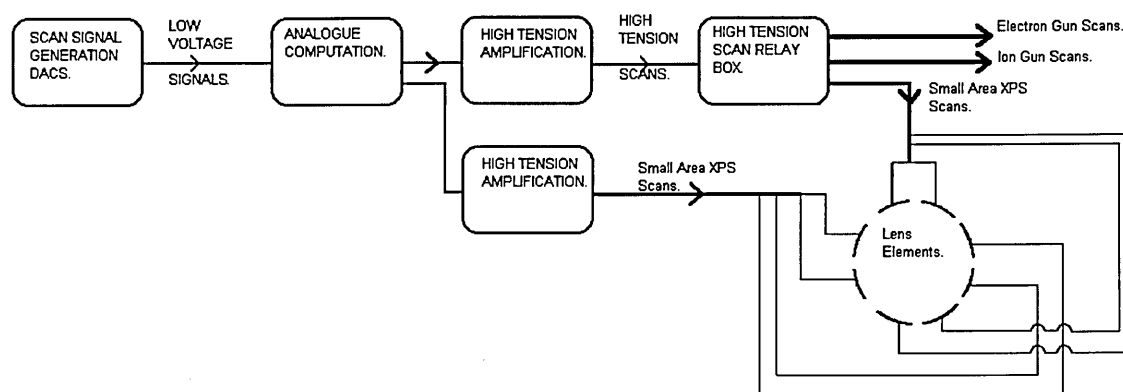 SCAN SIGNAL
GENERATION
DACS.
LOW
VOLTAGE
SIGNALS.
ANALOGUE
COMPUTATION.
HIGH TENSION
AMPLIFICATION.
HIGH
TENSION
SCANS.
HIGH TENSION
SCAN RELAY
BOX.
Electron Gun Scans.
Ion Gun Scans.
Small Area XPS
Scans.
HIGH TENSION
AMPLIFICATION.
Small Area XPS
Scans.
Lens
Elements.